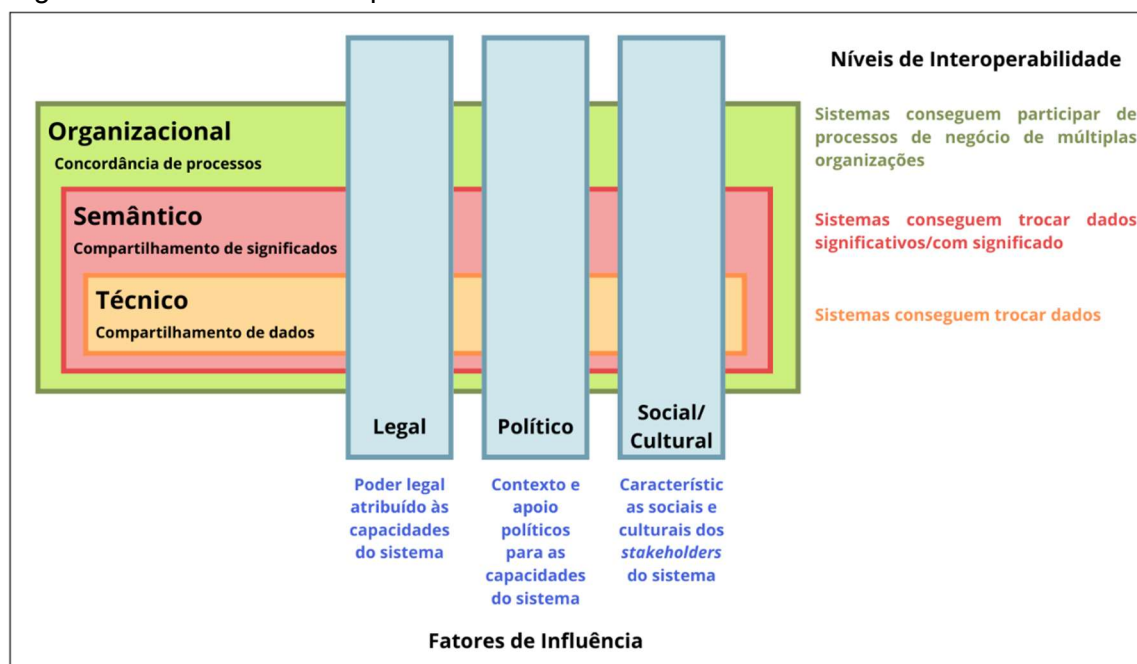 Níveis de Interoperabilidade
Organizacional
Concordância de processos
Sistemas conseguem participar de
processos de negócio de múltiplas
organizações
Semântico
Compartilhamento de significados
Sistemas conseguem trocar dados
significativos/com significado
Técnico
Compartilhamento de dados
Sistemas conseguem trocar dados
Legal
Político
Social/
Cultural
Poder legal
atribuído às
capacidades
do sistema
Contexto e
apoio
políticos
para as
capacidades
do sistema
Característic
as sociais e
culturais dos
stakeholders
do sistema
Fatores de Influência